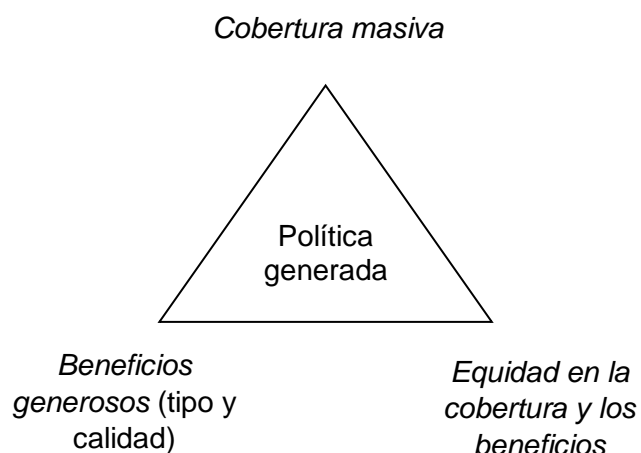 Cobertura masiva
Política
generada
Beneficios
generosos (tipo y
calidad)
Equidad en la
cobertura y los
beneficios